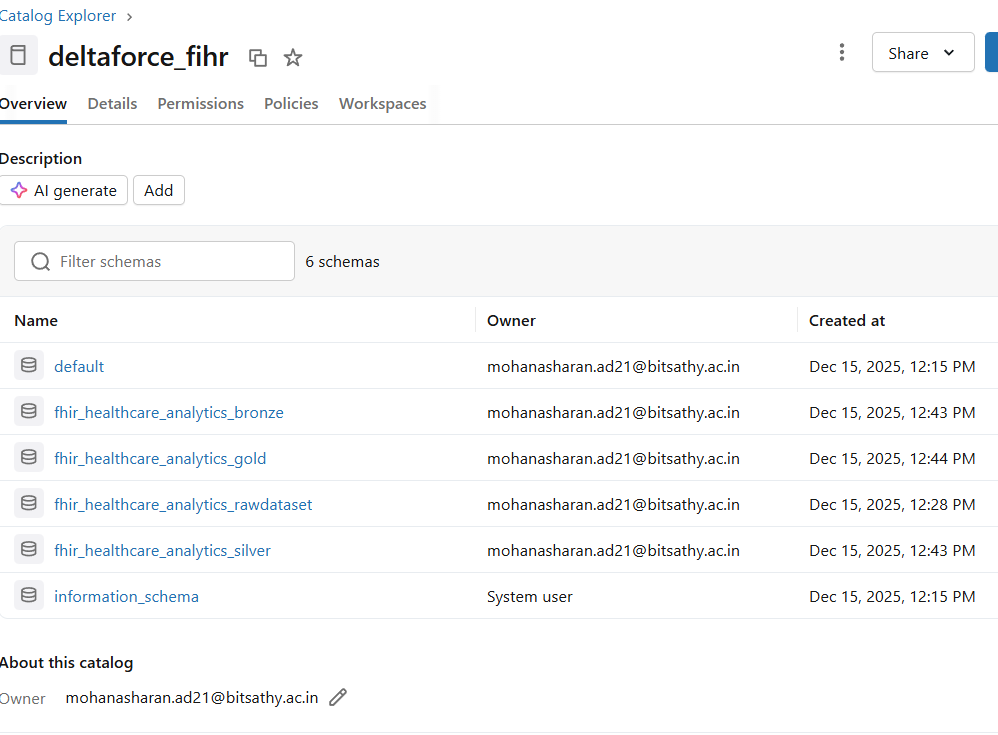 Catalog Explorer ›
deltaforce_fihr
Share
Overview Details Permissions Policies Workspaces
Description
AI generate Add
Filter schemas 6 schemas
Name Owner Created at
default mohanasharan.ad21@bitsathy.ac.in Dec 15, 2025, 12:15 PM
fhir_healthcare_analytics_bronze mohanasharan.ad21@bitsathy.ac.in Dec 15, 2025, 12:43 PM
fhir_healthcare_analytics_gold mohanasharan.ad21@bitsathy.ac.in Dec 15, 2025, 12:44 PM
fhir_healthcare_analytics_rawdataset mohanasharan.ad21@bitsathy.ac.in Dec 15, 2025, 12:28 PM
fhir_healthcare_analytics_silver mohanasharan.ad21@bitsathy.ac.in Dec 15, 2025, 12:43 PM
information_schema System user Dec 15, 2025, 12:15 PM
About this catalog
Owner mohanasharan.ad21@bitsathy.ac.in